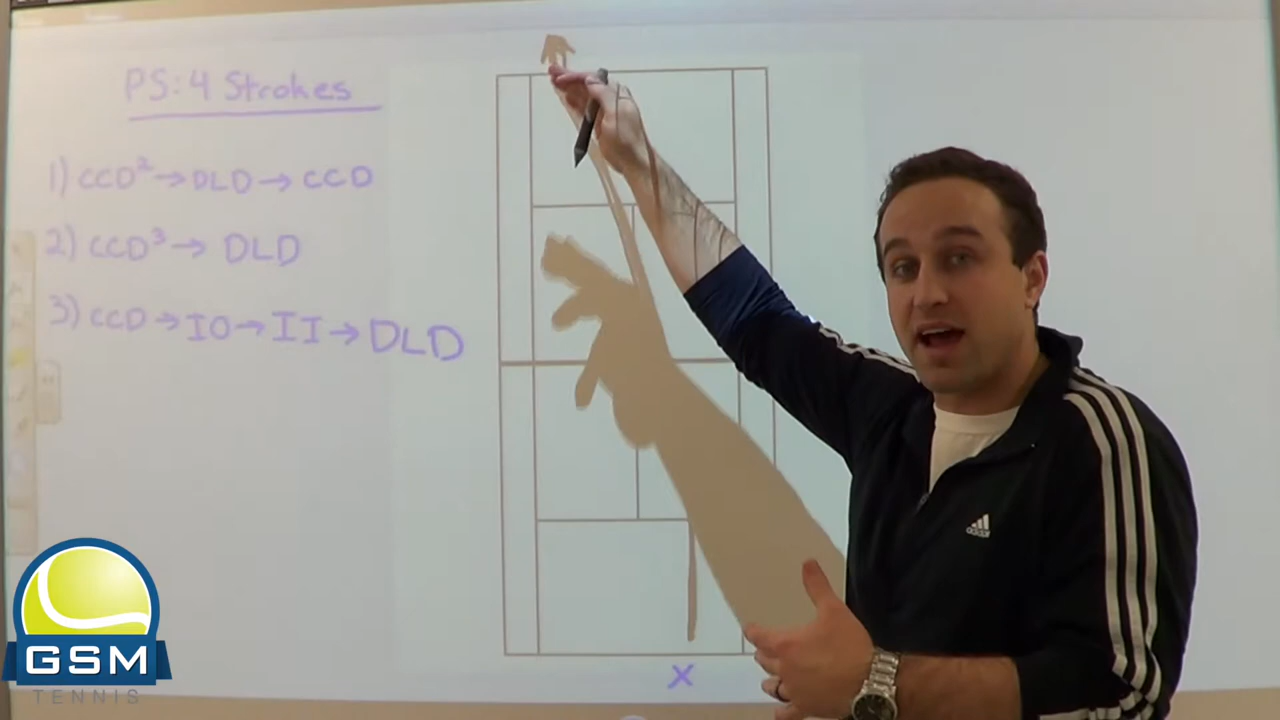 PS: 4 Strokes
1) CCD² → DLD → CCD
2) CCD³ → DLD
3) CCD → IO → II → DLD
X
adidas
GSM
TENNIS